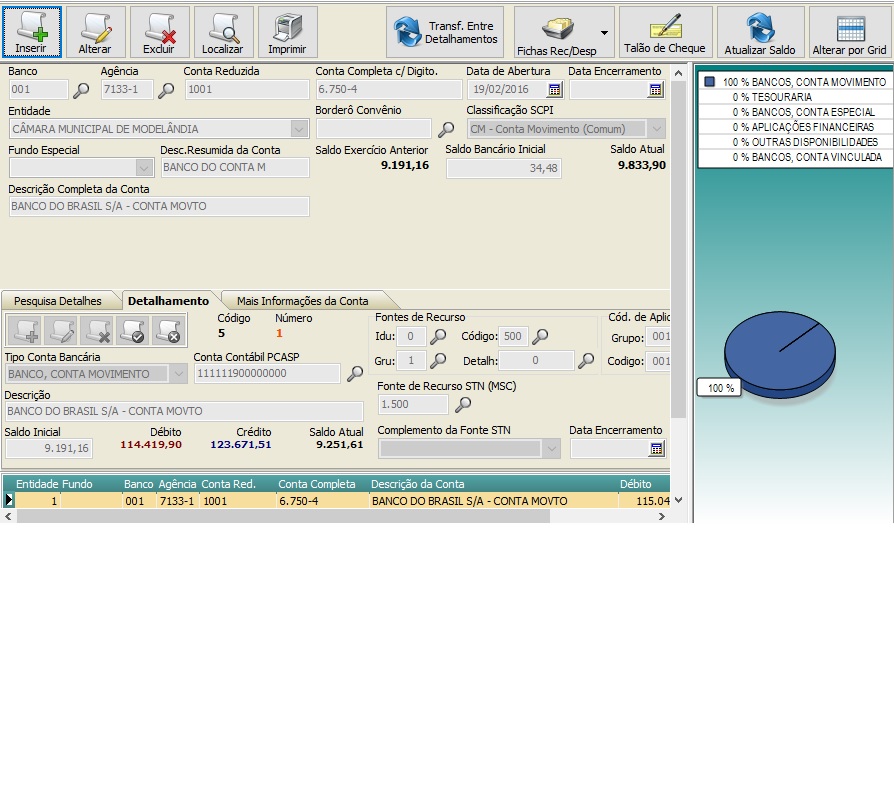 Inserir Alterar Excluir Localizar Imprimir Transf. Entre Detalhamentos Fichas Rec/Desp Talão de Cheque Atualizar Saldo Alterar por Grid
Banco Agência Conta Reduzida Conta Completa c/ Digito. Data de Abertura Data Encerramento
001 7133-1 1001 6.750-4 19/02/2016
Entidade Borderô Convênio Classificação SCPI
CÂMARA MUNICIPAL DE MODELÂNDIA CM - Conta Movimento (Comum)
Fundo Especial Desc.Resumida da Conta Saldo Exercício Anterior Saldo Bancário Inicial Saldo Atual
BANCO DO CONTA M 9.191,16 34,48 9.833,90
Descrição Completa da Conta
BANCO DO BRASIL S/A - CONTA MOVTO
100 % BANCOS, CONTA MOVIMENTO
0 % TESOURARIA
0 % BANCOS, CONTA ESPECIAL
0 % APLICAÇÕES FINANCEIRAS
0 % OUTRAS DISPONIBILIDADES
0 % BANCOS, CONTA VINCULADA
100 %
Pesquisa Detalhes Detalhamento Mais Informações da Conta
Código Número Fontes de Recurso Cód. de Aplic
5 1 Idu: 0 Código: 500 Grupo: 001
Tipo Conta Bancária Conta Contábil PCASP Gru: 1 Detalh: 0 Codigo: 001
BANCO, CONTA MOVIMENTO 111111900000000
Descrição Fonte de Recurso STN (MSC)
BANCO DO BRASIL S/A - CONTA MOVTO 1.500
Saldo Inicial Débito Crédito Saldo Atual Complemento da Fonte STN Data Encerramento
9.191,16 114.419,90 123.671,51 9.251,61
Entidade Fundo Banco Agência Conta Red. Conta Completa Descrição da Conta Débito
1 001 7133-1 1001 6.750-4 BANCO DO BRASIL S/A - CONTA MOVTO 115.04